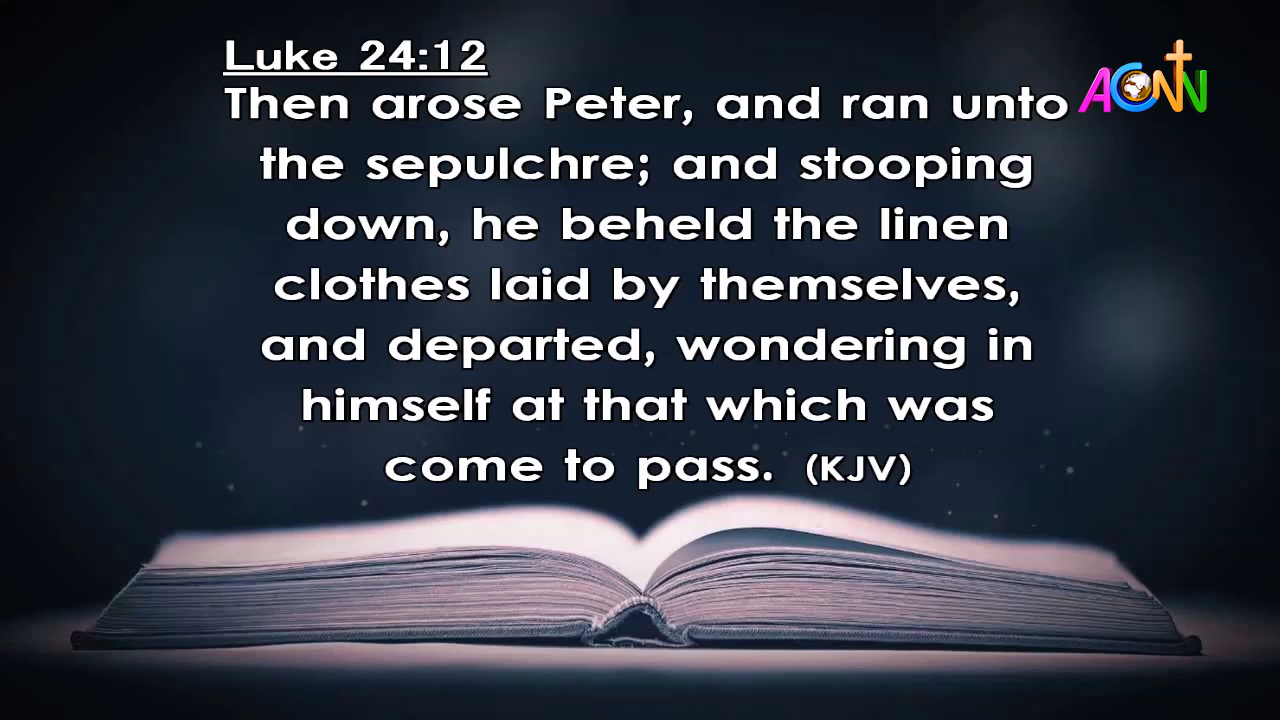 Luke 24:12
Then arose Peter, and ran unto
the sepulchre; and stooping
down, he beheld the linen
clothes laid by themselves,
and departed, wondering in
himself at that which was
come to pass. (KJV)
ACNN